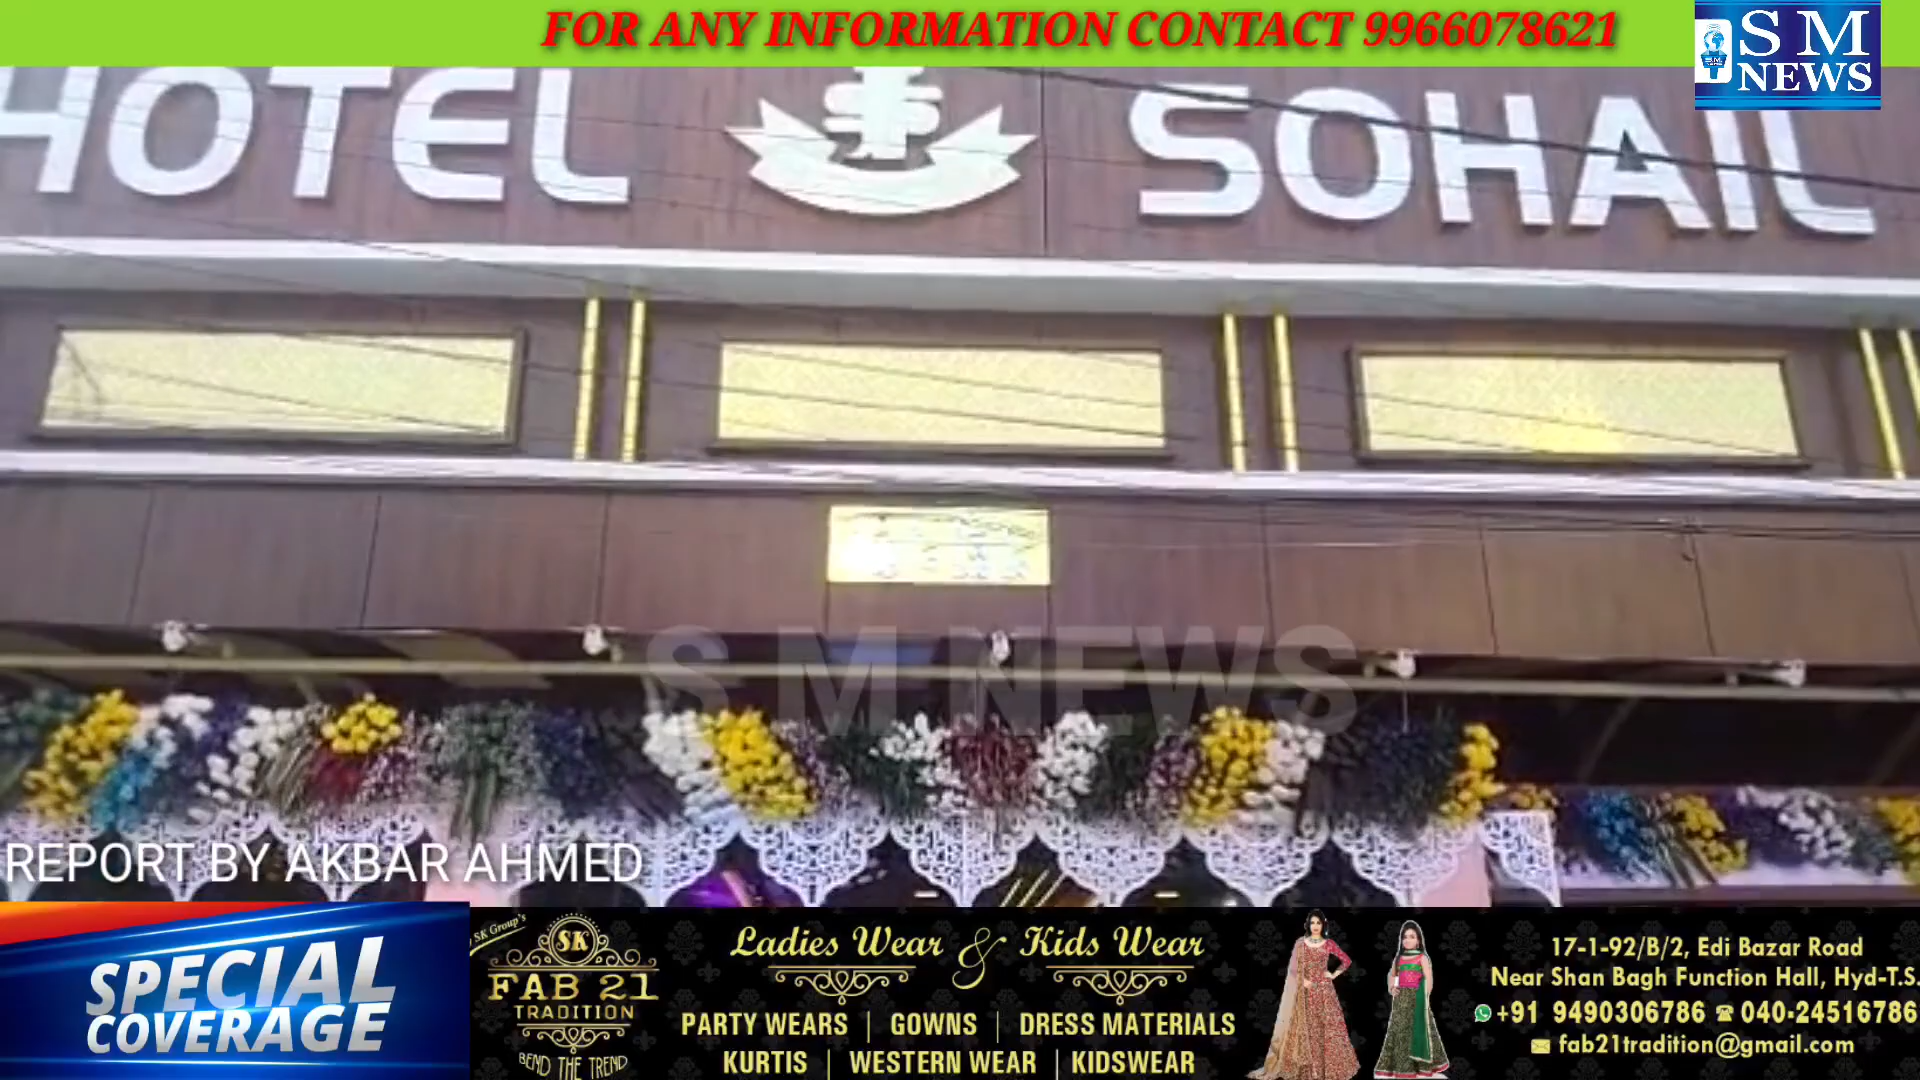 FOR ANY INFORMATION CONTACT 9966078621
S M
NEWS
HOTEL SOHAIL
S M NEWS
REPORT BY AKBAR AHMED
SPECIAL
COVERAGE
SK Group's
SK
FAB 21
TRADITION
BEND THE TREND
Ladies Wear & Kids Wear
PARTY WEARS | GOWNS | DRESS MATERIALS
KURTIS | WESTERN WEAR | KIDSWEAR
17-1-92/B/2, Edi Bazar Road
Near Shan Bagh Function Hall, Hyd-T.S.
+91 9490306786 040-24516786
fab21tradition@gmail.com